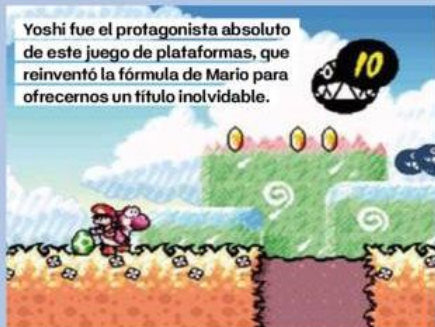 Yoshi fue el protagonista absoluto
de este juego de plataformas, que
reinventó la fórmula de Mario para
ofrecernos un título inolvidable.
10